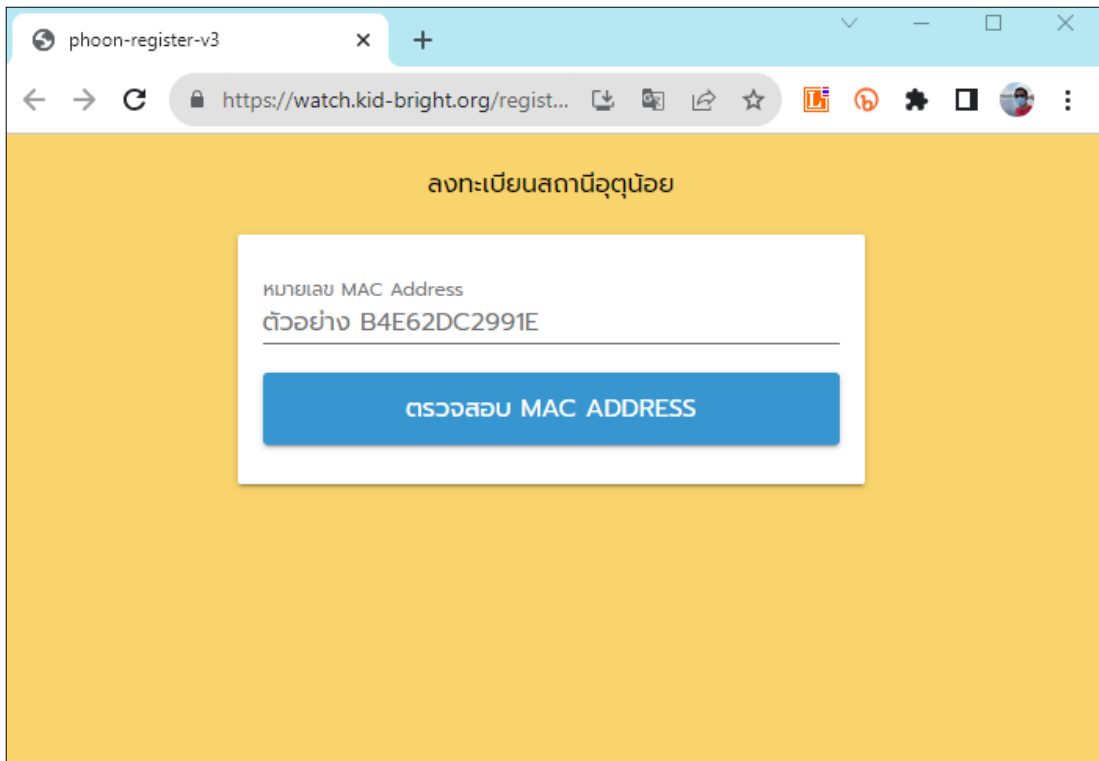 phoon-register-v3
https://watch.kid-bright.org/regist...
ลงทะเบียนสถานีอุตุน้อย
หมายเลข MAC Address
ตัวอย่าง B4E62DC2991E
ตรวจสอบ MAC ADDRESS